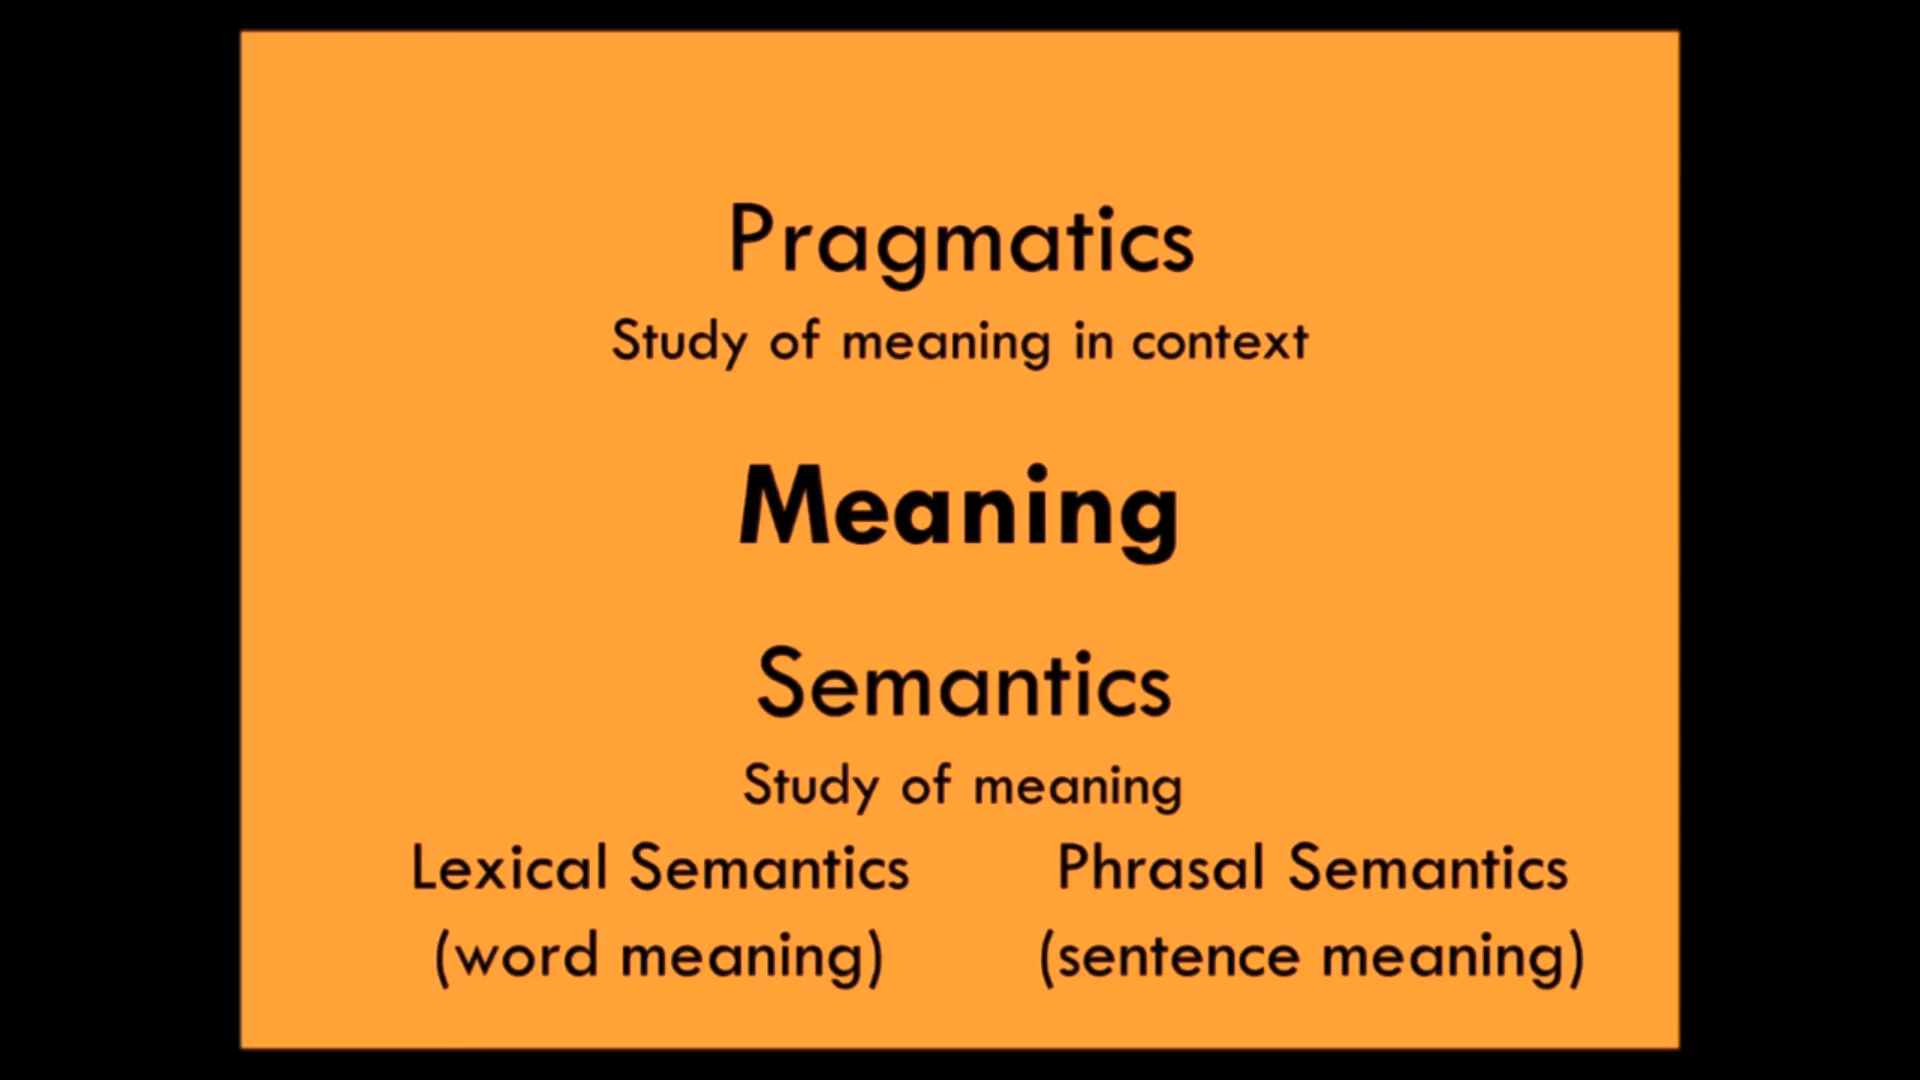 Pragmatics
Study of meaning in context
Meaning
Semantics
Study of meaning
Lexical Semantics
(word meaning)
Phrasal Semantics
(sentence meaning)